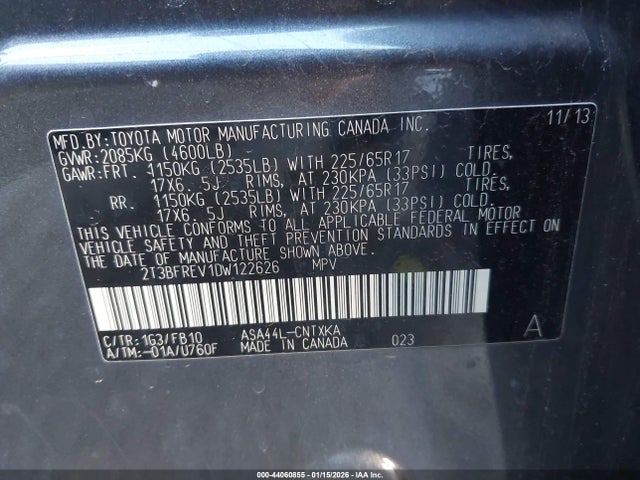 MFD. BY: TOYOTA MOTOR MANUFACTURING CANADA INC. 11/13
GVWR: 2085KG (4600LB)
GAWR: FRT. 1150KG (2535LB) WITH 225/65R17 TIRES,
17X6. 5J RIMS, AT 230KPA (33PSI) COLD.
RR. 1150KG (2535LB) WITH 225/65R17 TIRES,
17X6. 5J RIMS, AT 230KPA (33PSI) COLD.
THIS VEHICLE CONFORMS TO ALL APPLICABLE FEDERAL MOTOR
VEHICLE SAFETY AND THEFT PREVENTION STANDARDS IN EFFECT
ON THE DATE OF MANUFACTURE SHOWN ABOVE.
2T3BFREV1DW122626 MPV
C/TR: 1G3/FB10 ASA44L-CNTXKA
A/TM: -01A/U760F MADE IN CANADA 023
A
000-44060855 - 01/15/2026 - IAA Inc.